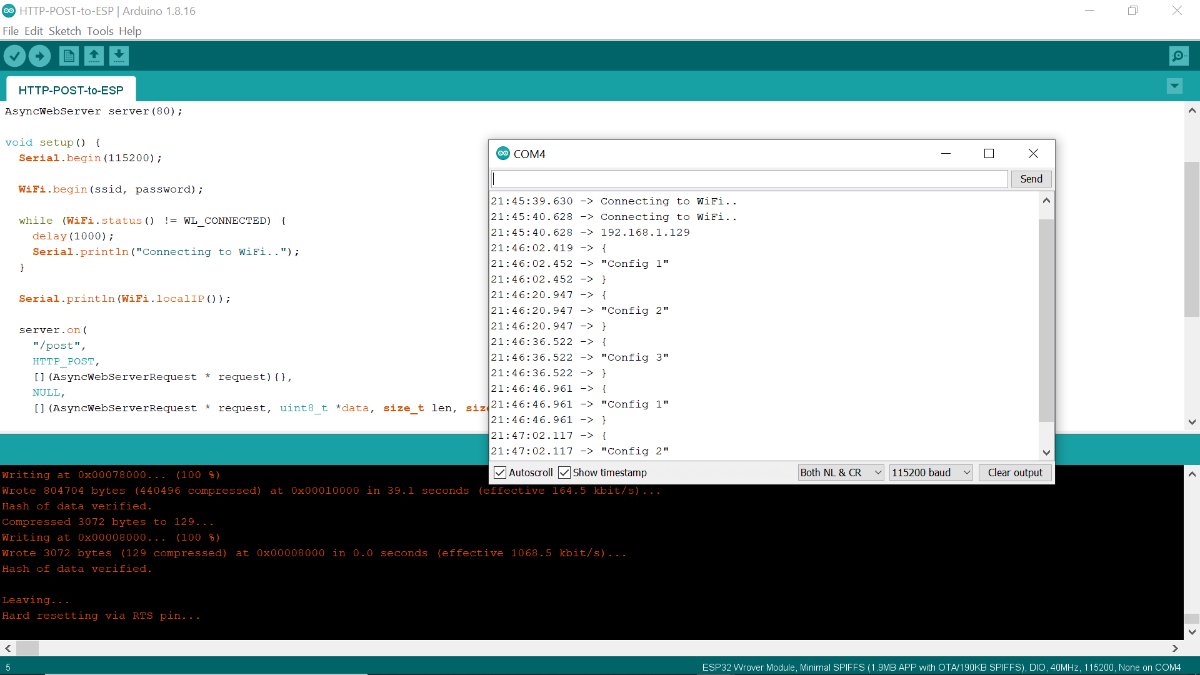 HTTP-POST-to-ESP | Arduino 1.8.16
File Edit Sketch Tools Help
HTTP-POST-to-ESP
AsyncWebServer server(80);
void setup() {
Serial.begin(115200);
WiFi.begin(ssid, password);
while (WiFi.status() != WL_CONNECTED) {
delay(1000);
Serial.println("Connecting to WiFi..");
}
Serial.println(WiFi.localIP());
server.on(
"/post",
HTTP_POST,
[](AsyncWebServerRequest * request){},
NULL,
[](AsyncWebServerRequest * request, uint8_t *data, size_t len, siz
COM4
Send
21:45:39.630 -> Connecting to WiFi..
21:45:40.628 -> Connecting to WiFi..
21:45:40.628 -> 192.168.1.129
21:46:02.419 -> {
21:46:02.452 -> "Config 1"
21:46:02.452 -> }
21:46:20.947 -> {
21:46:20.947 -> "Config 2"
21:46:20.947 -> }
21:46:36.522 -> {
21:46:36.522 -> "Config 3"
21:46:36.522 -> }
21:46:46.961 -> {
21:46:46.961 -> "Config 1"
21:46:46.961 -> }
21:47:02.117 -> {
21:47:02.117 -> "Config 2"
Autoscroll Show timestamp Both NL & CR 115200 baud Clear output
Writing at 0x00078000... (100 %)
Wrote 804704 bytes (440496 compressed) at 0x00010000 in 39.1 seconds (effective 164.5 kbit/s)...
Hash of data verified.
Compressed 3072 bytes to 129...
Writing at 0x00008000... (100 %)
Wrote 3072 bytes (129 compressed) at 0x00008000 in 0.0 seconds (effective 1068.5 kbit/s)...
Hash of data verified.
Leaving...
Hard resetting via RTS pin...
5 ESP32 Wrover Module, Minimal SPIFFS (1.9MB APP with OTA/190KB SPIFFS), DIO, 40MHz, 115200, None on COM4